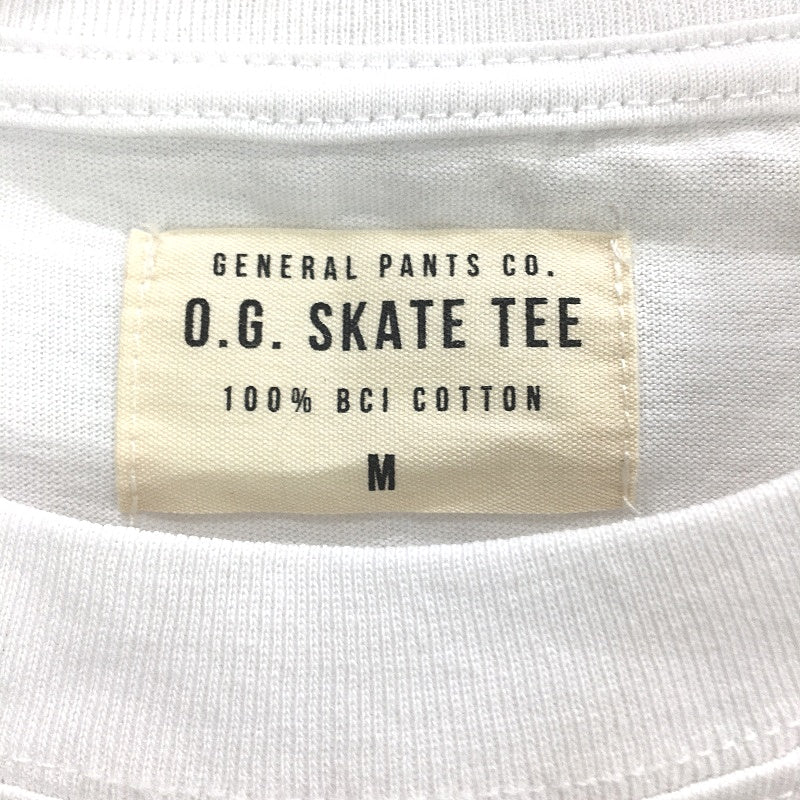 GENERAL PANTS CO.
O.G. SKATE TEE
100% BCI COTTON
M